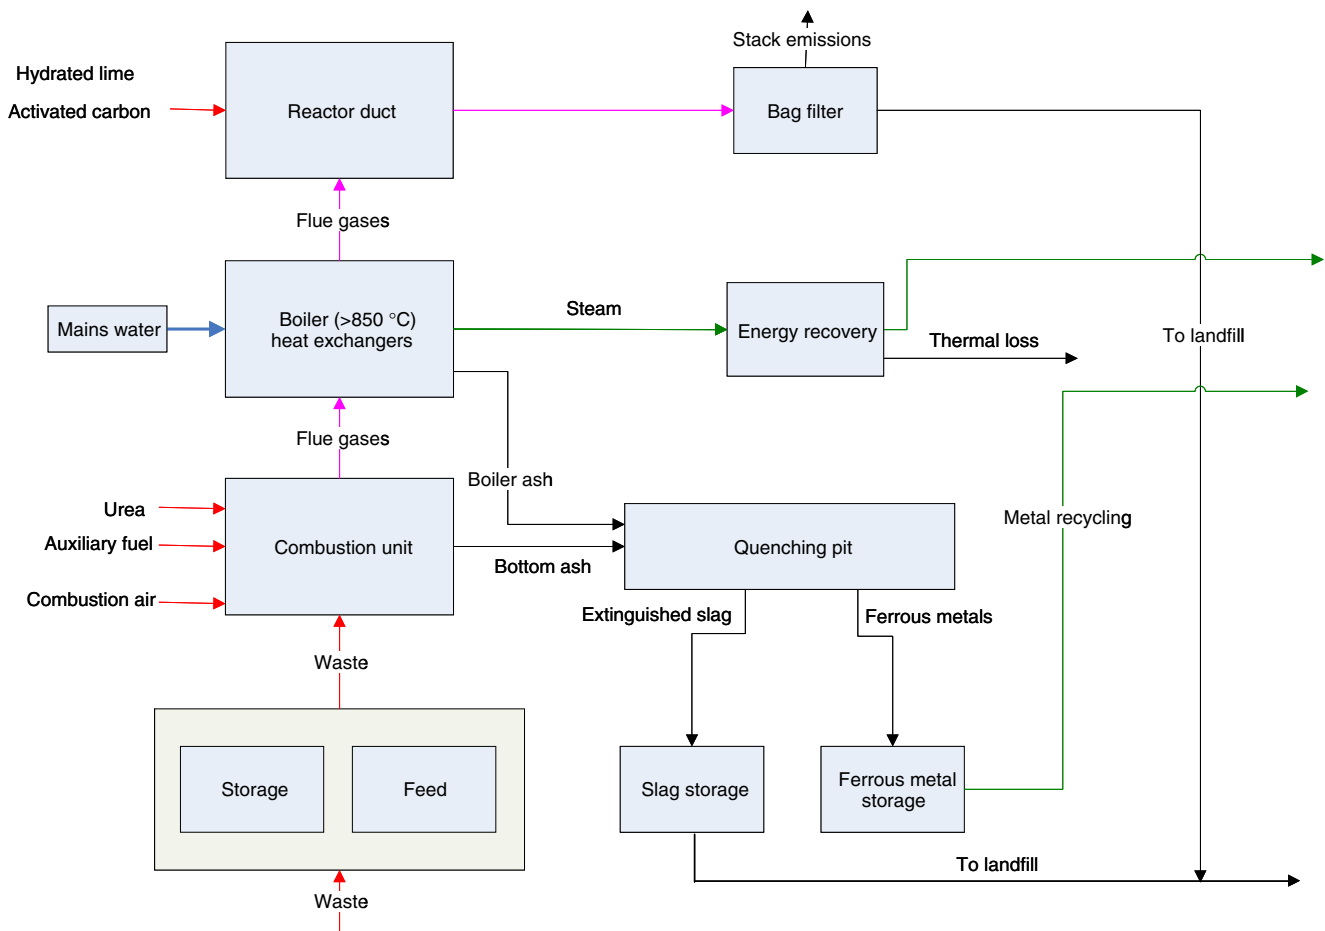 Stack emissions
Hydrated lime
Activated carbon
Reactor duct
Bag filter
Flue gases
Mains water
Boiler (>850 °C)
heat exchangers
Steam
Energy recovery
Thermal loss
To landfill
Flue gases
Boiler ash
Urea
Auxiliary fuel
Combustion air
Combustion unit
Bottom ash
Quenching pit
Metal recycling
Extinguished slag
Ferrous metals
Waste
Storage
Feed
Slag storage
Ferrous metal
storage
To landfill
Waste